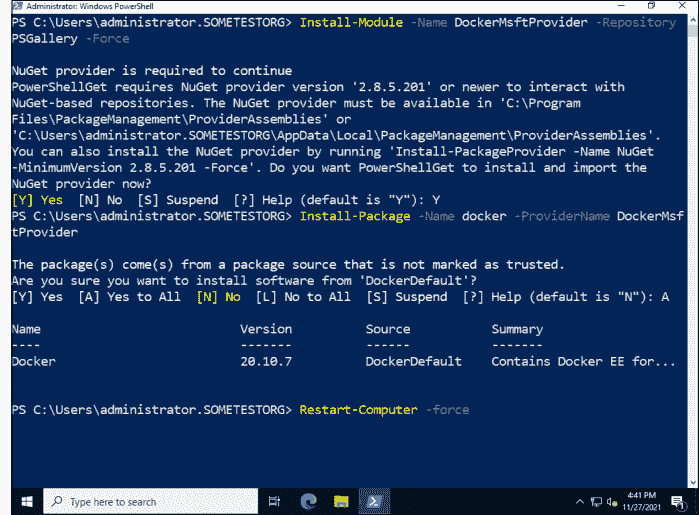 Administrator: Windows PowerShell
PS C:\Users\administrator.SOMETESTORG> Install-Module -Name DockerMsftProvider -Repository
PSGallery -Force
NuGet provider is required to continue
PowerShellGet requires NuGet provider version '2.8.5.201' or newer to interact with
NuGet-based repositories. The NuGet provider must be available in 'C:\Program
Files\PackageManagement\ProviderAssemblies' or
'C:\Users\administrator.SOMETESTORG\AppData\Local\PackageManagement\ProviderAssemblies'.
You can also install the NuGet provider by running 'Install-PackageProvider -Name NuGet
-MinimumVersion 2.8.5.201 -Force'. Do you want PowerShellGet to install and import the
NuGet provider now?
[Y] Yes  [N] No  [S] Suspend  [?] Help (default is "Y"): Y
PS C:\Users\administrator.SOMETESTORG> Install-Package -Name docker -ProviderName DockerMsf
tProvider
The package(s) come(s) from a package source that is not marked as trusted.
Are you sure you want to install software from 'DockerDefault'?
[Y] Yes  [A] Yes to All  [N] No  [L] No to All  [S] Suspend  [?] Help (default is "N"): A
Name Version Source Summary
---- ------- ------ -------
Docker 20.10.7 DockerDefault Contains Docker EE for...
PS C:\Users\administrator.SOMETESTORG> Restart-Computer -force
Type here to search
4:41 PM
11/27/2021
1